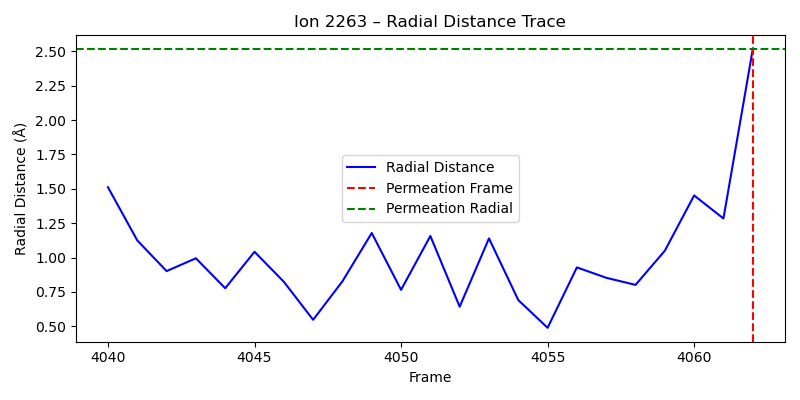 Ion 2263 – Radial Distance Trace
Radial Distance (Å)
2.50
2.25
2.00
1.75
1.50
1.25
1.00
0.75
0.50
Radial Distance
Permeation Frame
Permeation Radial
4040 4045 4050 4055 4060
Frame